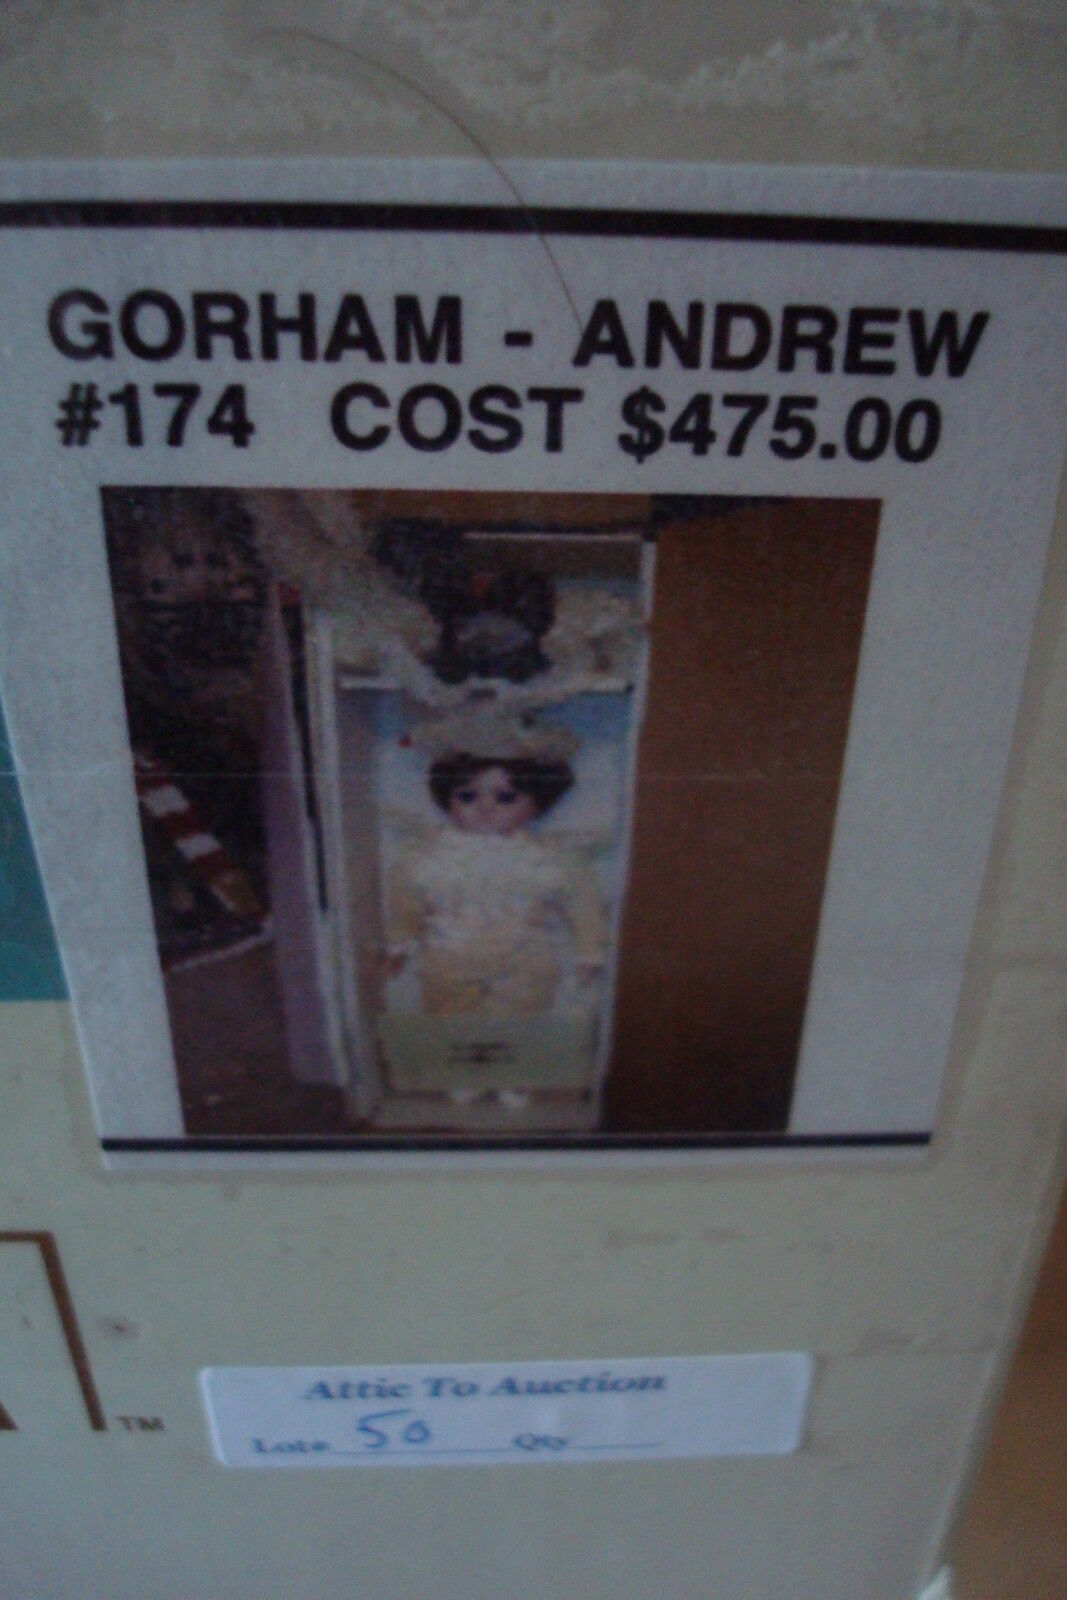 GORHAM - ANDREW
#174 COST $475.00
TM
Attic To Auction
Lot# 50 Qty